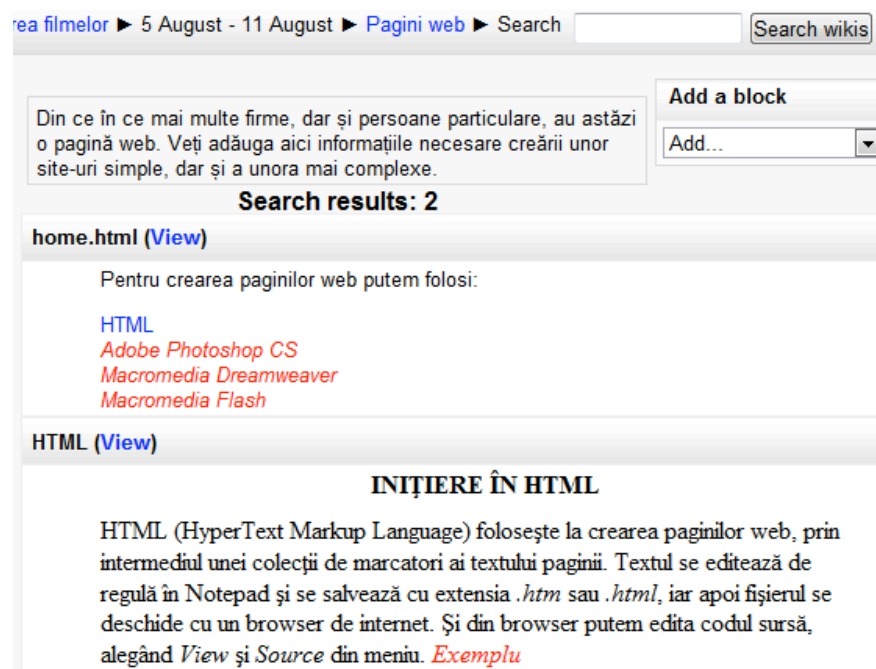 rea filmelor ► 5 August - 11 August ► Pagini web ► Search Search wikis
Din ce în ce mai multe firme, dar și persoane particulare, au astăzi
o pagină web. Veți adăuga aici informațiile necesare creării unor
site-uri simple, dar și a unora mai complexe.
Add a block
Add...
Search results: 2
home.html (View)
Pentru crearea paginilor web putem folosi:
HTML
Adobe Photoshop CS
Macromedia Dreamweaver
Macromedia Flash
HTML (View)
INIŢIERE ÎN HTML
HTML (HyperText Markup Language) foloseşte la crearea paginilor web, prin
intermediul unei colecţii de marcatori ai textului paginii. Textul se editează de
regulă în Notepad şi se salvează cu extensia .htm sau .html, iar apoi fişierul se
deschide cu un browser de internet. Şi din browser putem edita codul sursă,
alegând View şi Source din meniu. Exemplu